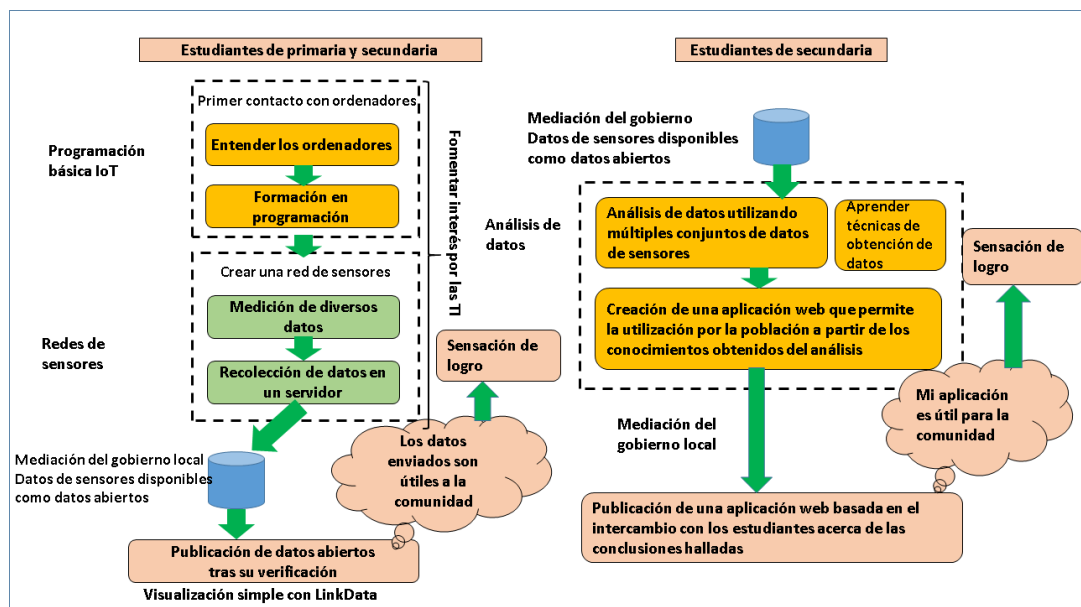 Estudiantes de primaria y secundaria
Primer contacto con ordenadores
Programación
básica IoT
Entender los ordenadores
Formación en
programación
Fomentar interés por las TI
Crear una red de sensores
Redes de
sensores
Medición de diversos
datos
Recolección de datos en
un servidor
Sensación de
logro
Los datos
enviados son
útiles a la
comunidad
Mediación del gobierno local
Datos de sensores disponibles
como datos abiertos
Publicación de datos abiertos
tras su verificación
Visualización simple con LinkData
Estudiantes de secundaria
Mediación del gobierno
Datos de sensores disponibles
como datos abiertos
Análisis de
datos
Análisis de datos utilizando
múltiples conjuntos de datos
de sensores
Aprender
técnicas de
obtención de
datos
Creación de una aplicación web que permite
la utilización por la población a partir de los
conocimientos obtenidos del análisis
Sensación de
logro
Mi aplicación
es útil para la
comunidad
Mediación del
gobierno local
Publicación de una aplicación web basada en el
intercambio con los estudiantes acerca de las
conclusiones halladas